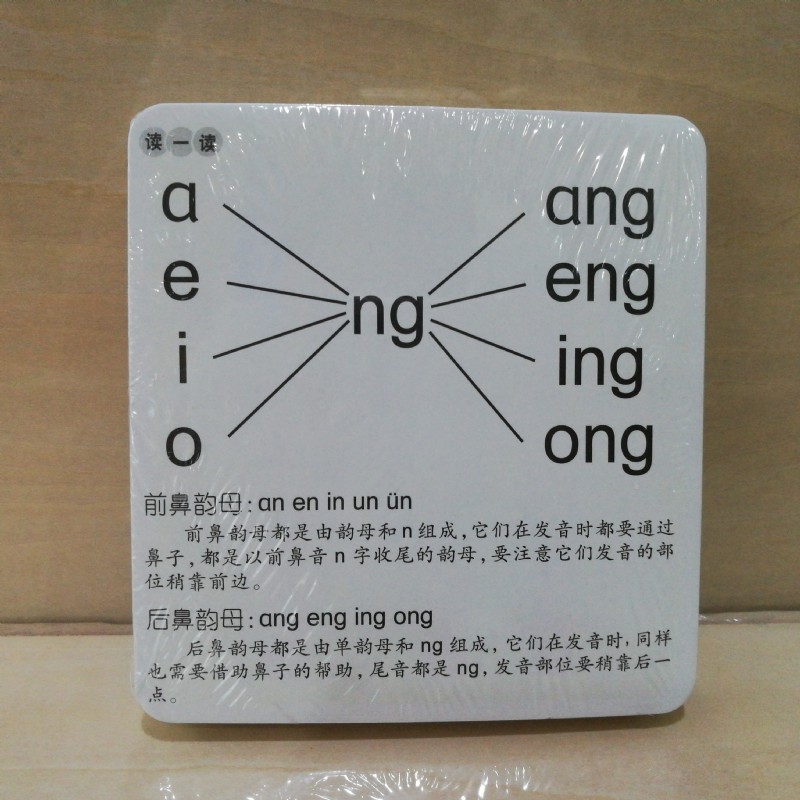 读一读
a ang
e eng
ng
i ing
o ong
前鼻韵母：an en in un ün
前鼻韵母都是由韵母和n组成，它们在发音时都要通过
鼻子，都是以前鼻音n字收尾的韵母，要注意它们发音的部
位稍靠前边。
后鼻韵母：ang eng ing ong
后鼻韵母都是由单韵母和ng组成，它们在发音时，同样
也需要借助鼻子的帮助，尾音都是ng，发音部位要稍靠后一
点。